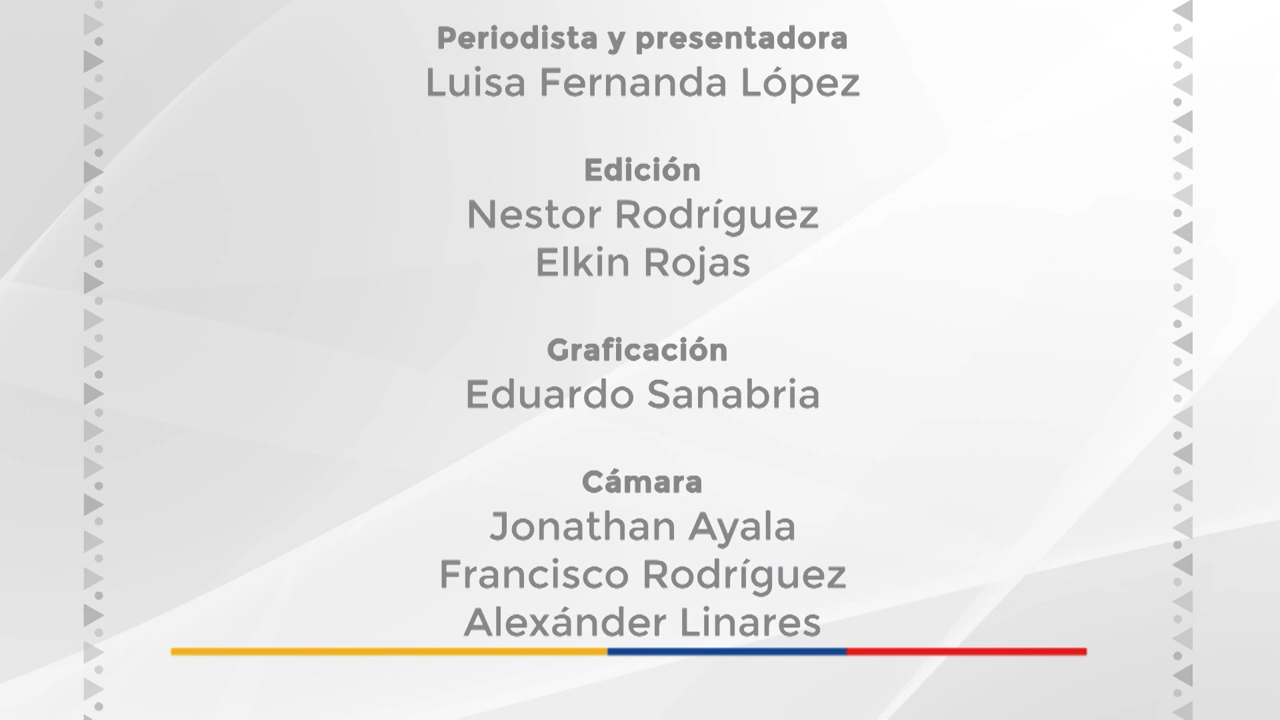 Periodista y presentadora
Luisa Fernanda López
Edición
Nestor Rodríguez
Elkin Rojas
Graficación
Eduardo Sanabria
Cámara
Jonathan Ayala
Francisco Rodríguez
Alexánder Linares